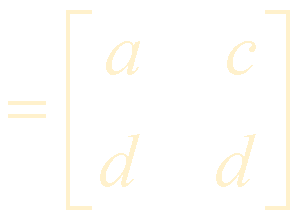 = [ a c
d d ]